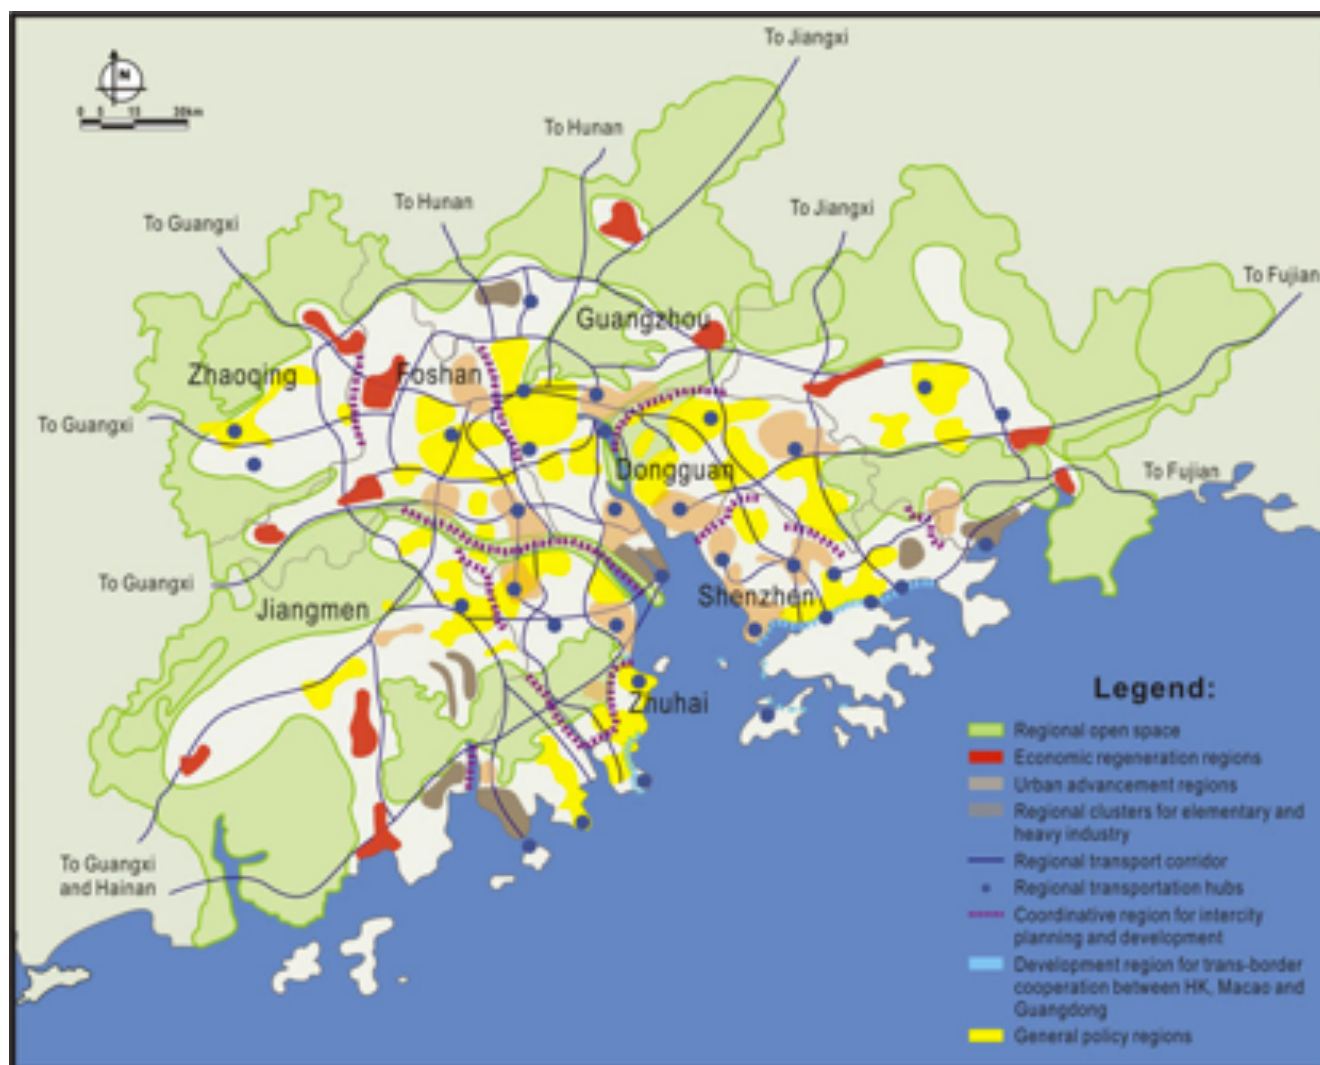 To Jiangxi
N
To Hunan
To Hunan
To Jiangxi
To Guangxi
To Fujian
Guangzhou
Zhaoqing
Foshan
To Guangxi
Dongguan
To Fujian
To Guangxi
Jiangmen
Shenzhen
Zhuhai
Legend:
Regional open space
Economic regeneration regions
Urban advancement regions
Regional clusters for elementary and
heavy industry
Regional transport corridor
Regional transportation hubs
Coordinative region for intercity
planning and development
Development region for trans-border
cooperation between HK, Macao and
Guangdong
General policy regions
To Guangxi
and Hainan